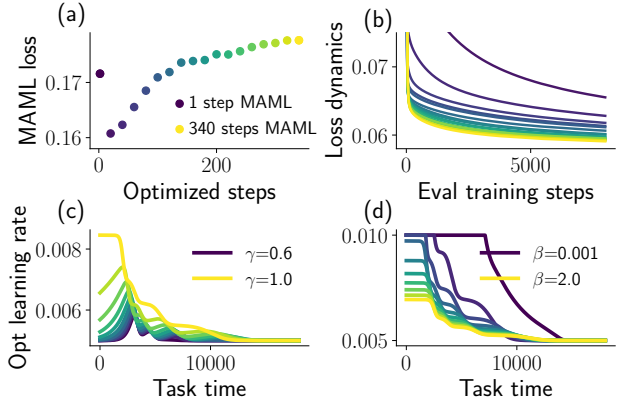 (a)
MAML loss
0.17
0.16
1 step MAML
340 steps MAML
200
Optimized steps
(b)
Loss dynamics
0.07
0.06
0
5000
Eval training steps
(c)
Opt learning rate
0.008
0.006
γ=0.6
γ=1.0
0
10000
Task time
(d)
0.010
0.005
β=0.001
β=2.0
0
10000
Task time